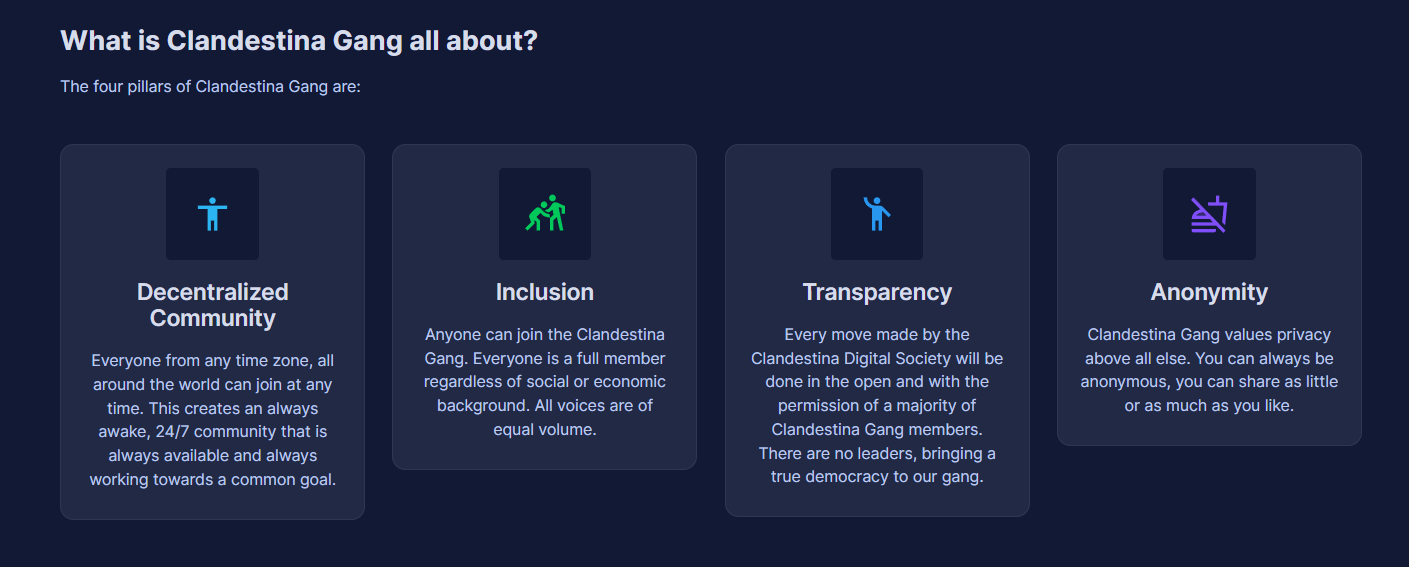 What is Clandestina Gang all about?
The four pillars of Clandestina Gang are:
Decentralized
Community
Everyone from any time zone, all
around the world can join at any
time. This creates an always
awake, 24/7 community that is
always available and always
working towards a common goal.
Inclusion
Anyone can join the Clandestina
Gang. Everyone is a full member
regardless of social or economic
background. All voices are of
equal volume.
Transparency
Every move made by the
Clandestina Digital Society will be
done in the open and with the
permission of a majority of
Clandestina Gang members.
There are no leaders, bringing a
true democracy to our gang.
Anonymity
Clandestina Gang values privacy
above all else. You can always be
anonymous, you can share as little
or as much as you like.